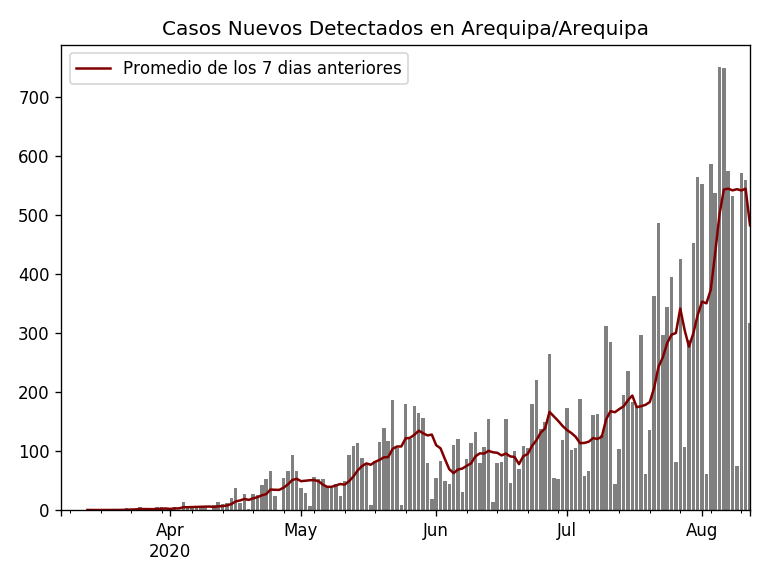 Casos Nuevos Detectados en Arequipa/Arequipa
Promedio de los 7 dias anteriores
700
600
500
400
300
200
100
0
Apr
2020
May
Jun
Jul
Aug